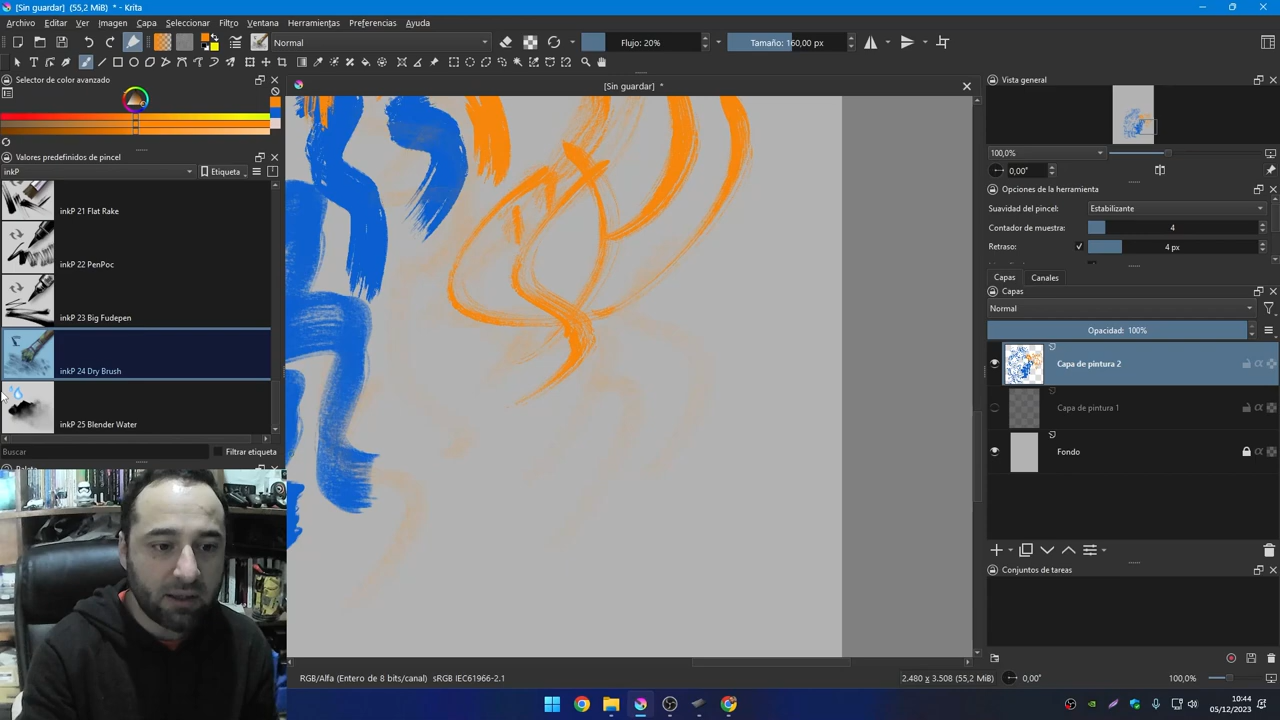 [Sin guardar] (55,2 MiB) * - Krita
Archivo Editar Ver Imagen Capa Seleccionar Filtro Ventana Herramientas Preferencias Ayuda
Normal
Flujo: 20%
Tamaño: 160,00 px
Selector de color avanzado
Valores predefinidos de pincel
inkP
Etiqueta
inkP 21 Flat Rake
inkP 22 PenPoc
inkP 23 Big Fudepen
inkP 24 Dry Brush
inkP 25 Blender Water
Buscar
Filtrar etiqueta
[Sin guardar] *
RGB/Alfa (Entero de 8 bits/canal) sRGB IEC61966-2.1
2.480 x 3.508 (55,2 MiB)
0,00°
100,0%
Vista general
100,0%
0,00°
Opciones de la herramienta
Suavidad del pincel:
Estabilizante
Contador de muestra:
4
Retraso:
4 px
Capas
Canales
Capas
Normal
Opacidad: 100%
Capa de pintura 2
Capa de pintura 1
Fondo
Conjuntos de tareas
10:44
05/12/2023